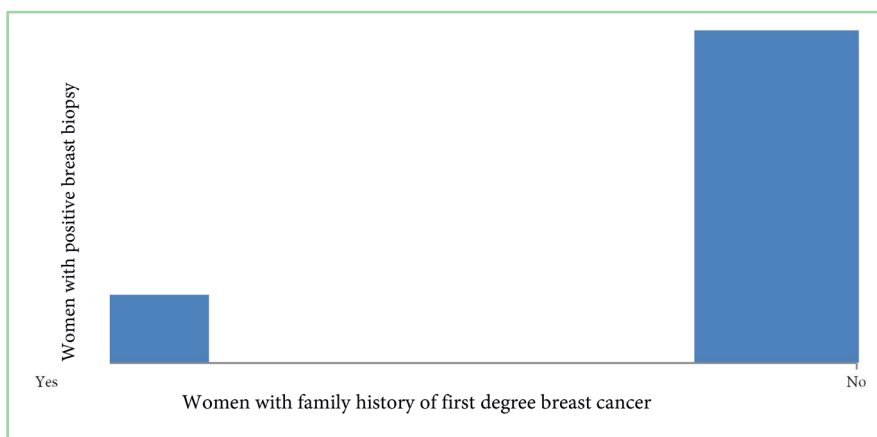 Women with positive breast biopsy
Yes
No
Women with family history of first degree breast cancer